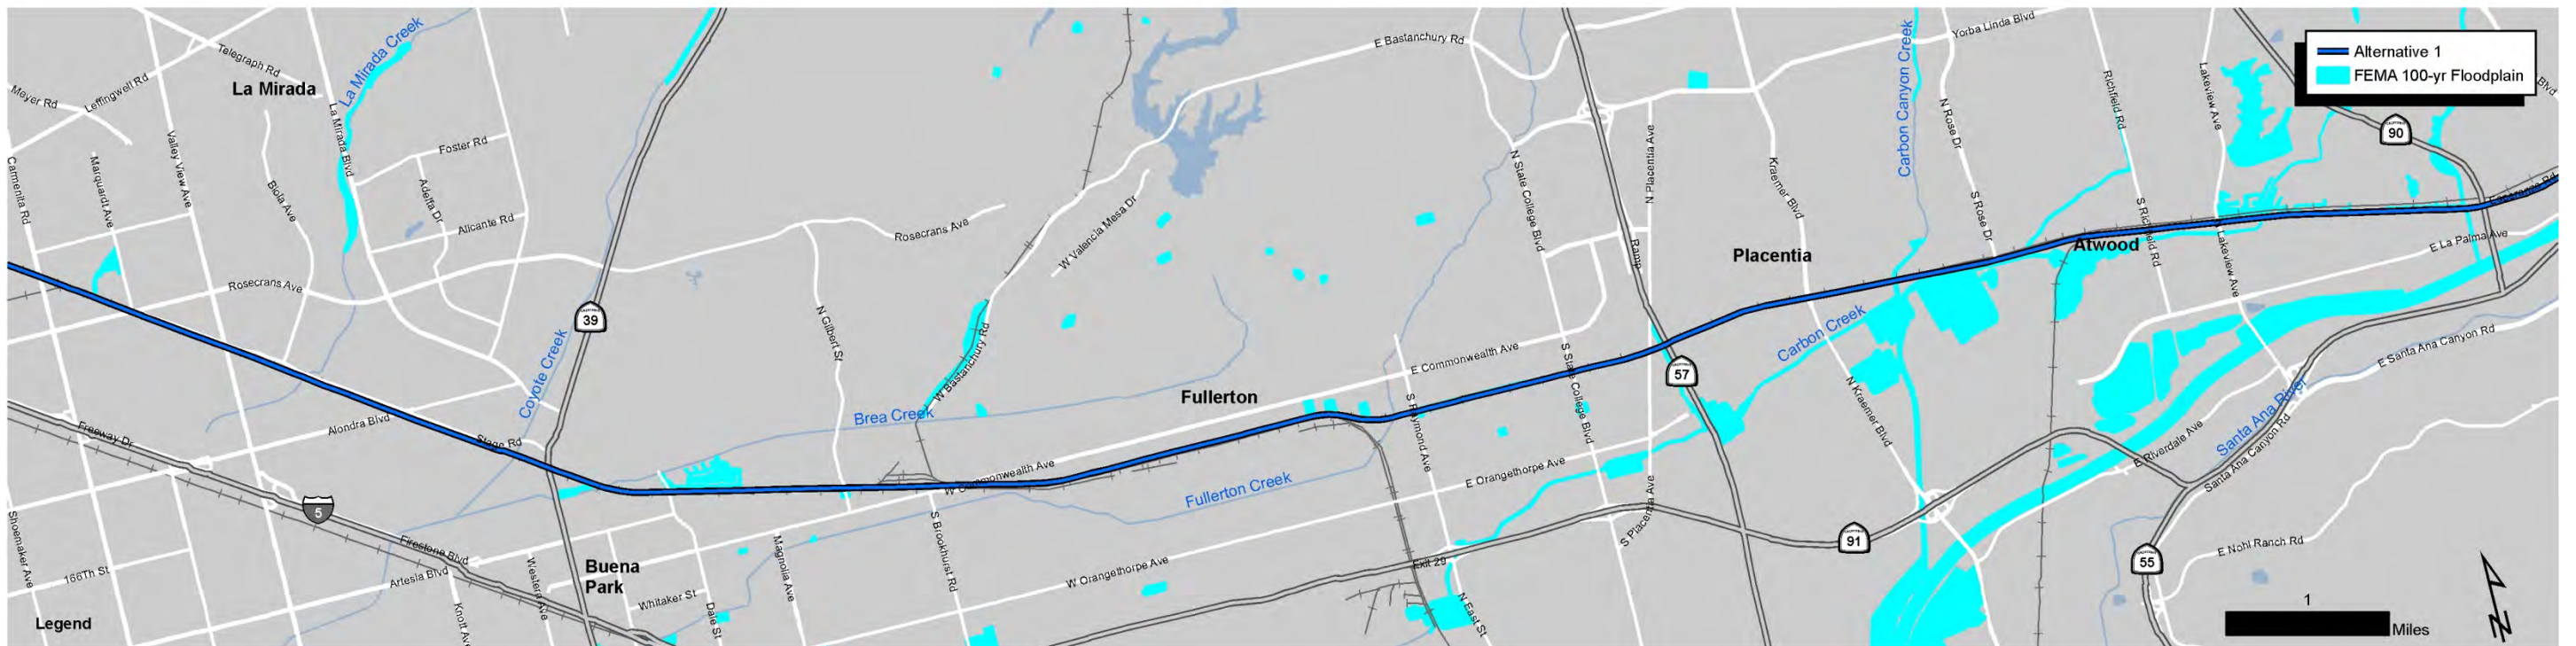 Alternative 1
FEMA 100-yr Floodplain
Telegraph Rd
La Mirada Creek
Leffingwell Rd
La Mirada
Meyer Rd
La Mirada Blvd
Valley View Ave
Foster Rd
Carmenita Rd
Marquardt Ave
Biola Ave
Adelfa Dr
Alicante Rd
Rosecrans Ave
39
Coyote Creek
Alondra Blvd
Stage Rd
Freeway Dr
5
Shoemaker Ave
166Th St
Firestone Blvd
Artesia Blvd
Knott Ave
Western Ave
Buena
Park
Whitaker St
Dale St
Magnolia Ave
Legend
E Bastanchury Rd
W Valencia Mesa Dr
Rosecrans Ave
N Gilbert St
W Bastanchury Rd
Brea Creek
Fullerton
W Commonwealth Ave
S Brookhurst Rd
Fullerton Creek
W Orangethorpe Ave
E Commonwealth Ave
S Raymond Ave
E Orangethorpe Ave
Exit 29
N East St
N State College Blvd
S State College Blvd
N Placentia Ave
Ramp
57
S Placentia Ave
Kraemer Blvd
Placentia
Carbon Creek
N Kraemer Blvd
91
Carbon Canyon Creek
Yorba Linda Blvd
N Rose Dr
S Rose Dr
Richfield Rd
S Richfield Rd
Atwood
Lakeview Ave
S Lakeview Ave
90
Blvd
Esperanza Rd
E La Palma Ave
E Santa Ana Canyon Rd
Santa Ana River
E Riverdale Ave
Santa Ana Canyon Rd
E Nohl Ranch Rd
55
1
Miles
N